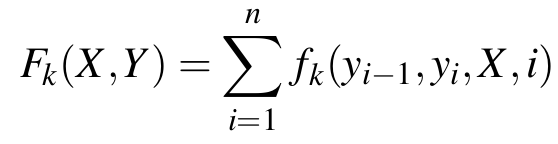 F_k(X,Y) = \sum_{i=1}^{n} f_k(y_{i-1}, y_i, X, i)